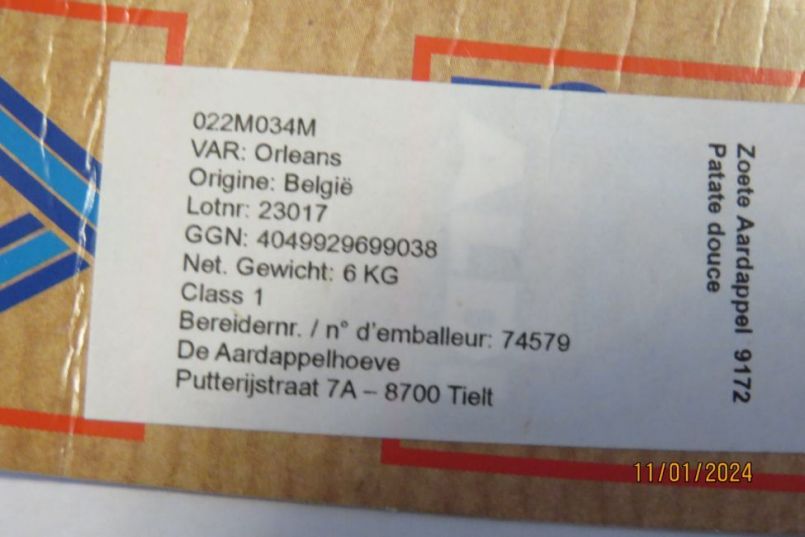 022M034M
VAR: Orleans
Origine: België
Lotnr: 23017
GGN: 4049929699038
Net. Gewicht: 6 KG
Class 1
Bereidernr. / n° d'emballeur: 74579
De Aardappelhoeve
Putterijstraat 7A – 8700 Tielt
Zoete Aardappel 9172
Patate douce
11/01/2024